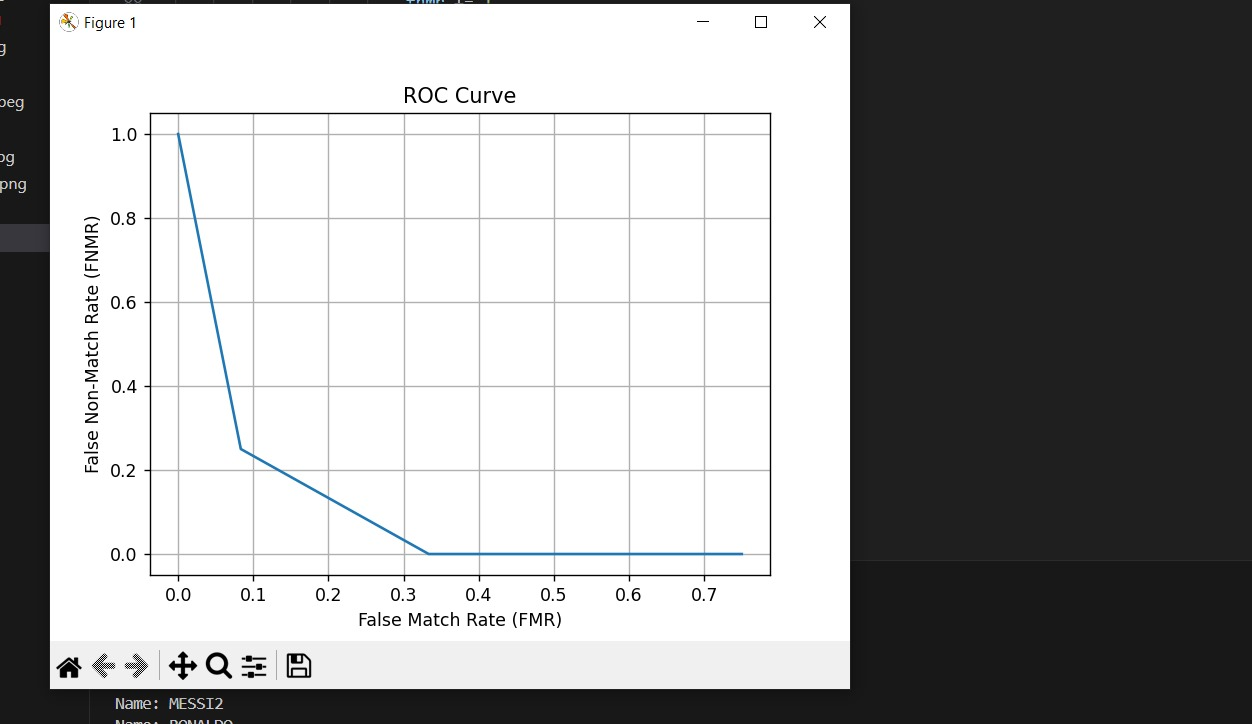 Figure 1
g
peg
og
png
ROC Curve
1.0
0.8
0.6
0.4
0.2
0.0
False Non-Match Rate (FNMR)
0.0 0.1 0.2 0.3 0.4 0.5 0.6 0.7
False Match Rate (FMR)
Name: MESSI2
Name: RONALDO